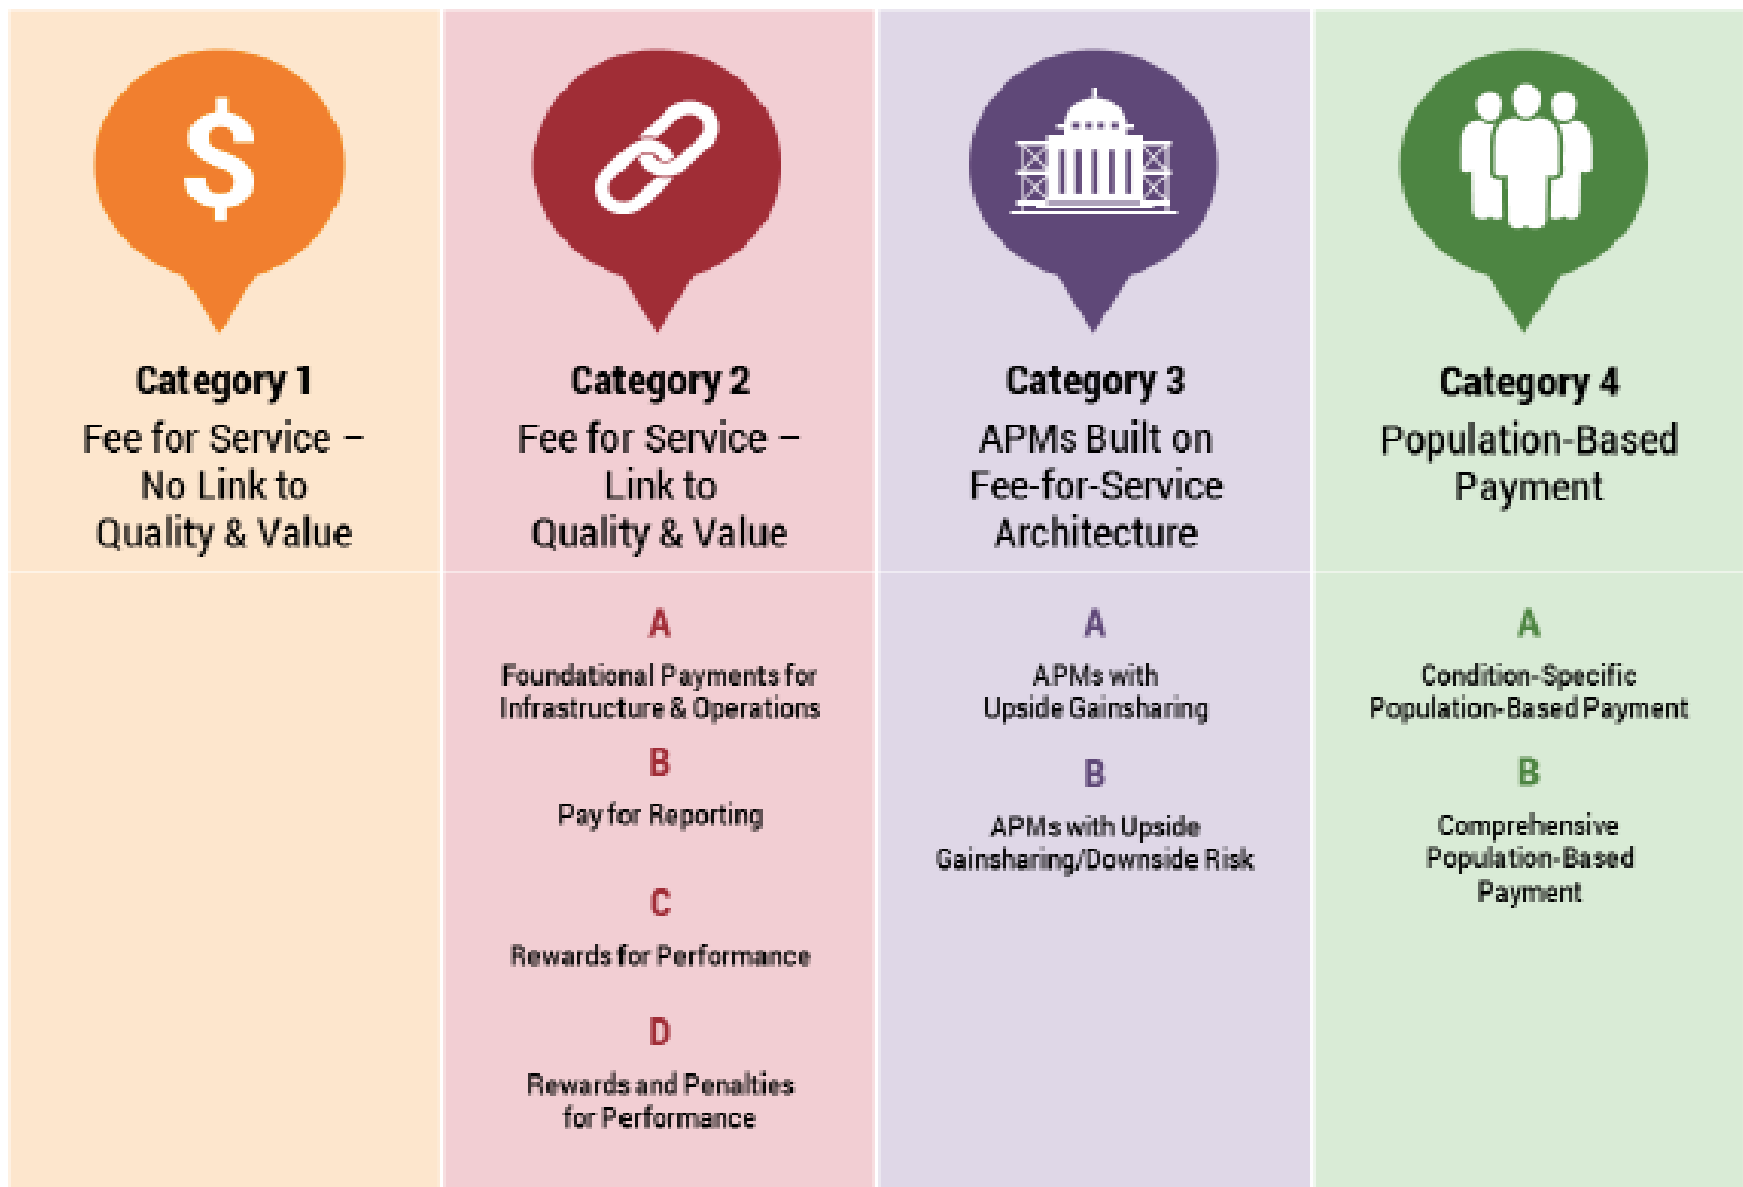 $
Category 1
Fee for Service –
No Link to
Quality & Value
Category 2
Fee for Service –
Link to
Quality & Value
A
Foundational Payments for
Infrastructure & Operations
B
Pay for Reporting
C
Rewards for Performance
D
Rewards and Penalties
for Performance
Category 3
APMs Built on
Fee-for-Service
Architecture
A
APMs with
Upside Gainsharing
B
APMs with Upside
Gainsharing/Downside Risk
Category 4
Population-Based
Payment
A
Condition-Specific
Population-Based Payment
B
Comprehensive
Population-Based
Payment